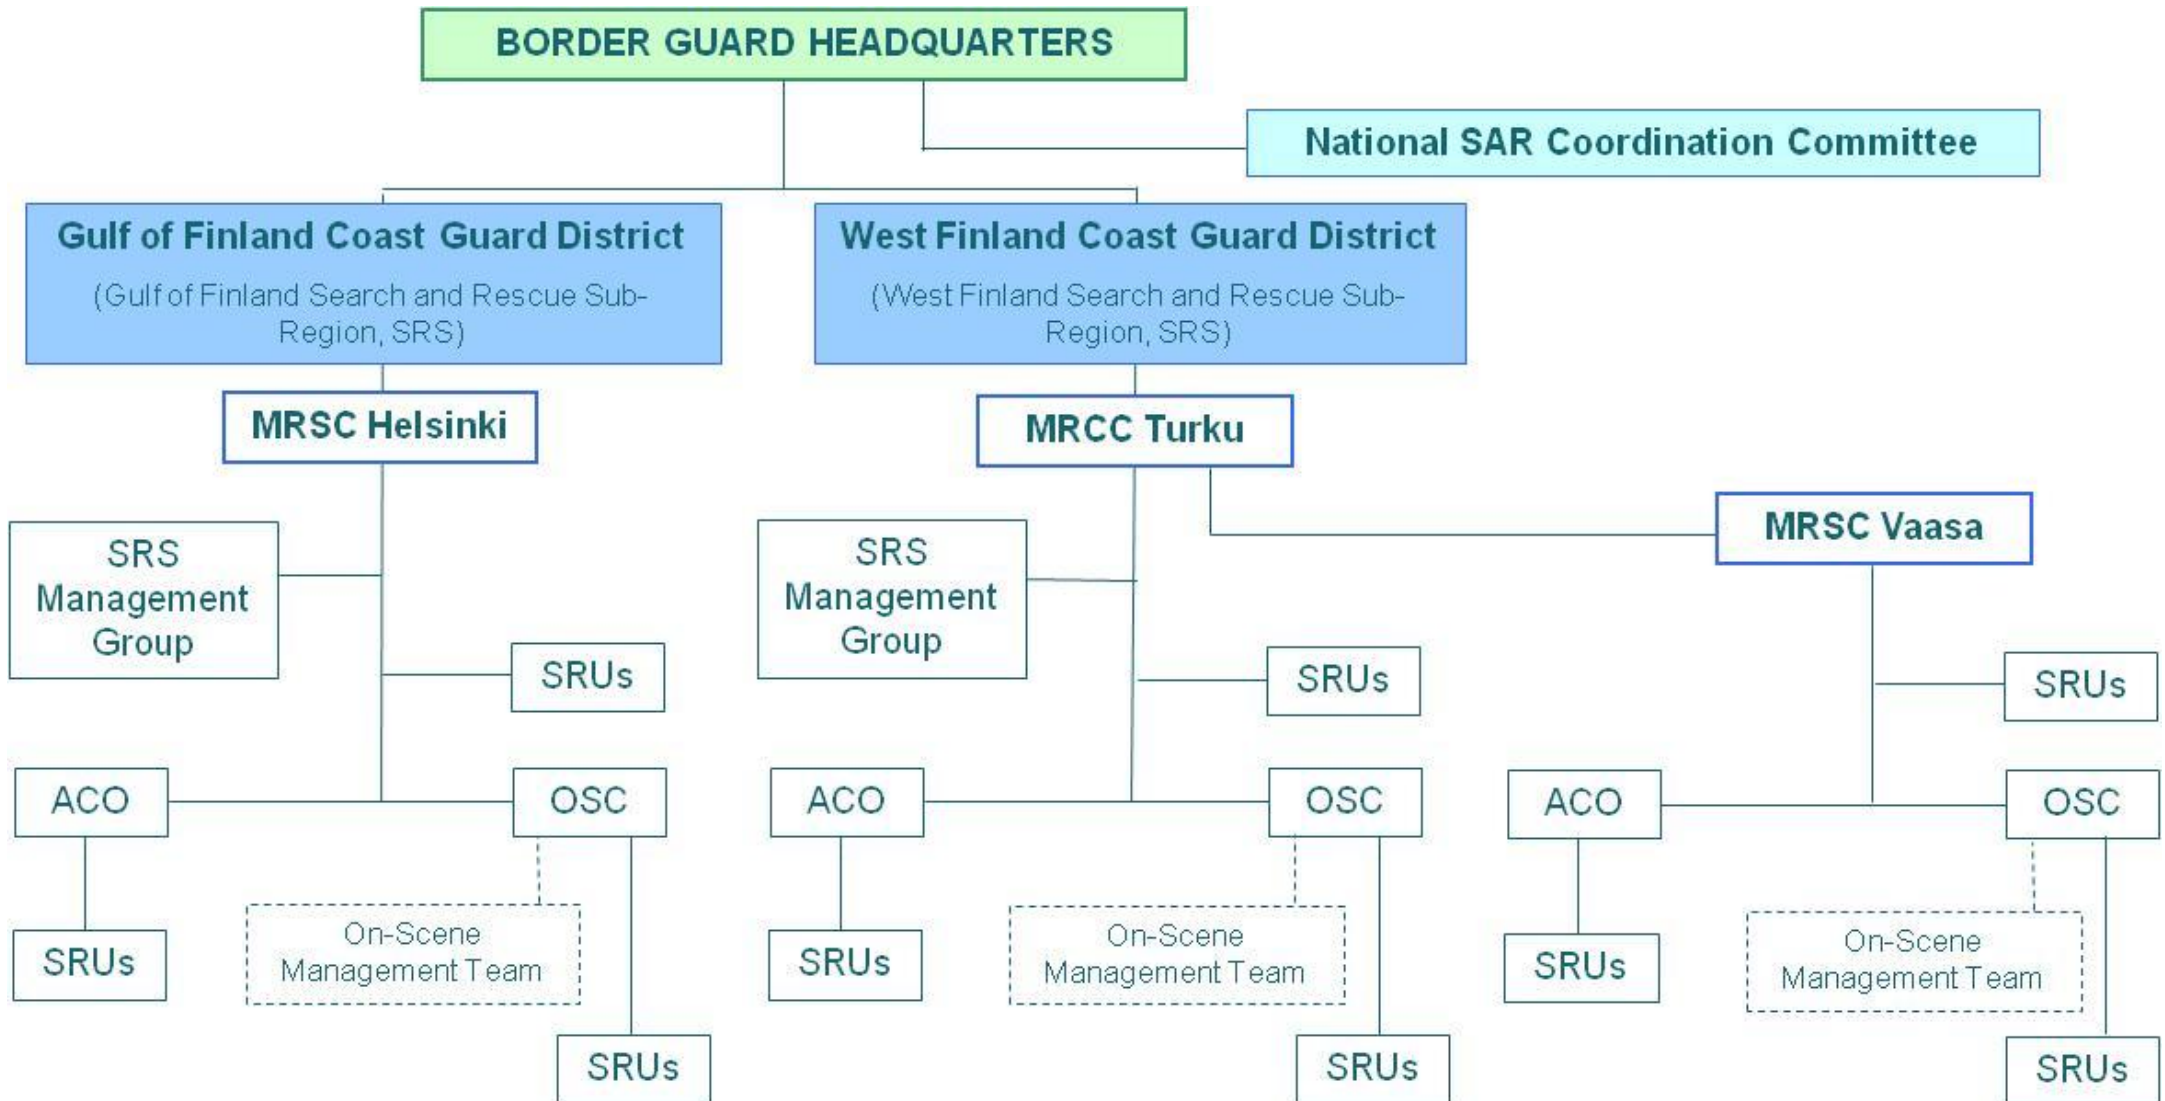 BORDER GUARD HEADQUARTERS
National SAR Coordination Committee
Gulf of Finland Coast Guard District
(Gulf of Finland Search and Rescue Sub-
Region, SRS)
West Finland Coast Guard District
(West Finland Search and Rescue Sub-
Region, SRS)
MRSC Helsinki
MRCC Turku
MRSC Vaasa
SRS
Management
Group
SRUs
SRS
Management
Group
SRUs
SRUs
ACO
OSC
ACO
OSC
ACO
OSC
SRUs
On-Scene
Management Team
SRUs
SRUs
On-Scene
Management Team
SRUs
SRUs
On-Scene
Management Team
SRUs